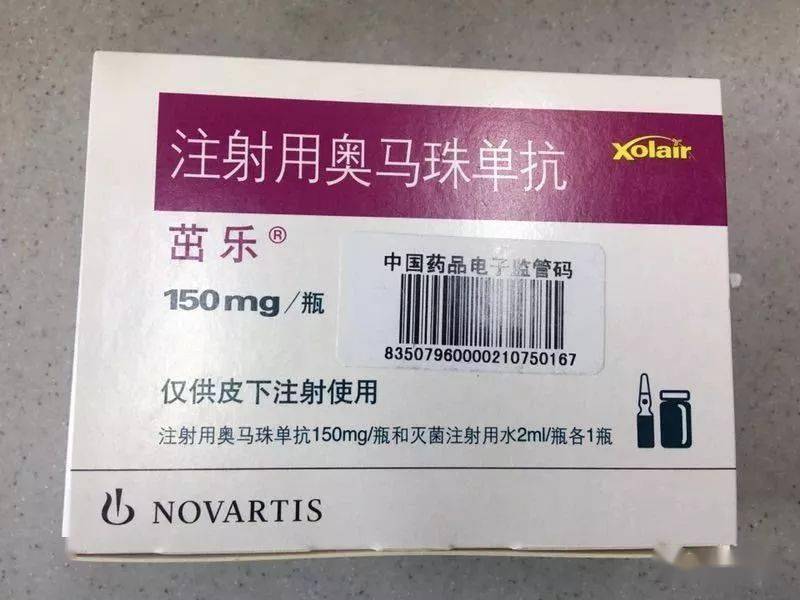 注射用奥马珠单抗
Xolair
茁乐®
150mg/瓶
中国药品电子监管码
83507960000210750167
仅供皮下注射使用
注射用奥马珠单抗150mg/瓶和灭菌注射用水2ml/瓶各1瓶
NOVARTIS